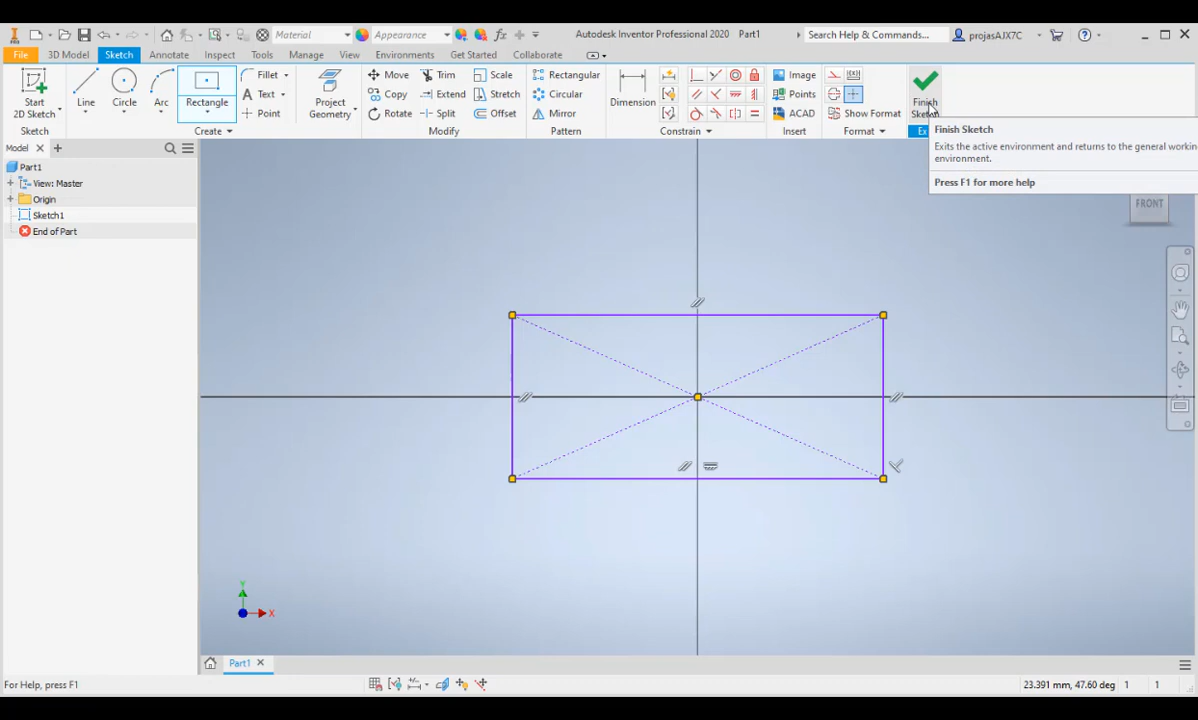 Material
Appearance
Autodesk Inventor Professional 2020 Part1
Search Help & Commands...
projasAJX7C
File
3D Model
Sketch
Annotate
Inspect
Tools
Manage
View
Environments
Get Started
Collaborate
Start
2D Sketch
Line
Circle
Arc
Rectangle
Fillet
Text
Point
Project
Geometry
Move
Copy
Rotate
Trim
Extend
Split
Scale
Stretch
Offset
Rectangular
Circular
Mirror
Dimension
Image
Points
ACAD
Show Format
Finish
Sketch
Sketch
Create
Modify
Pattern
Constrain
Insert
Format
Ex
Finish Sketch
Exits the active environment and returns to the general workin
environment.
Press F1 for more help
Model
Part1
View: Master
Origin
Sketch1
End of Part
FRONT
Y
X
Part1
For Help, press F1
23.391 mm, 47.60 deg
1
1